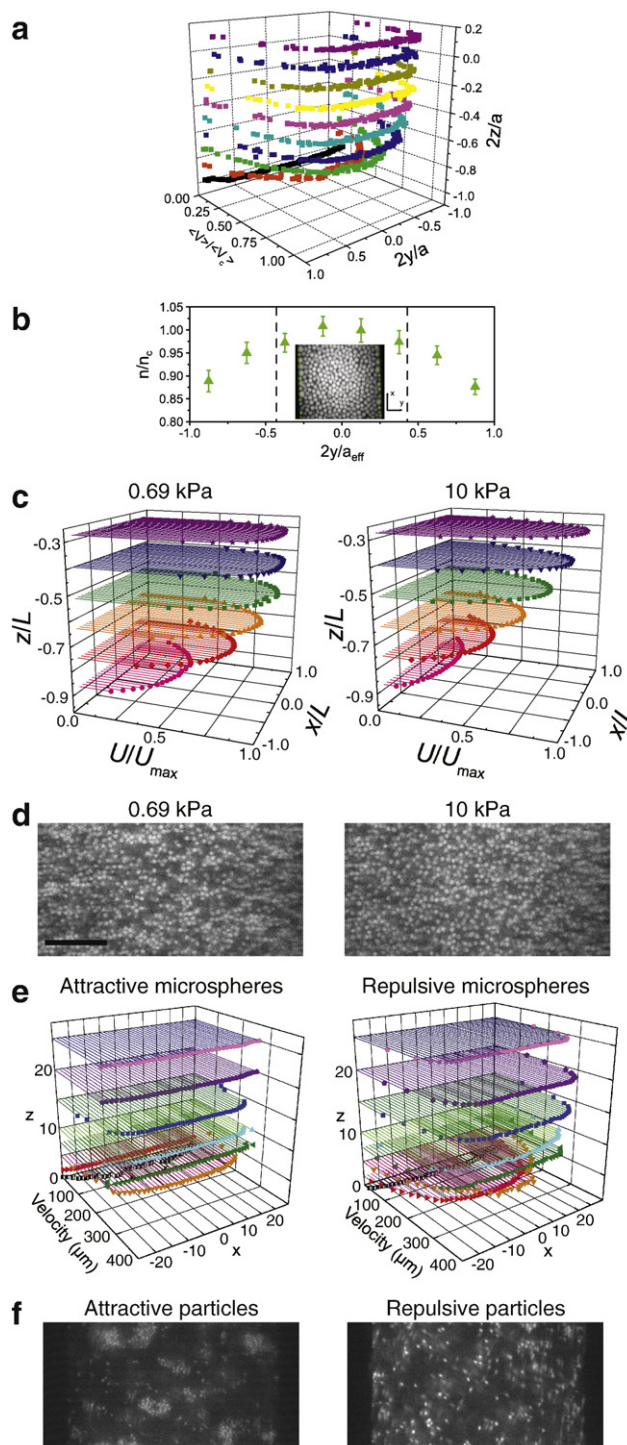 a
0.2
0.0
-0.2
-0.4
-0.6
-0.8
-1.0
2z/a
0.00
0.25
0.50
0.75
1.00
<V>/<V_c>
1.0
0.5
0.0
-0.5
-1.0
2y/a
b
1.05
1.00
0.95
0.90
0.85
0.80
n/n_c
x
y
-1.0 -0.5 0.0 0.5 1.0
2y/a_eff
c
0.69 kPa 10 kPa
-0.3
-0.5
-0.7
-0.9
z/L
0.0
0.5
1.0
U/U_max
1.0
0.0
-1.0
x/L
-0.3
-0.5
-0.7
-0.9
z/L
0.0
0.5
1.0
U/U_max
1.0
0.0
-1.0
x/L
d
0.69 kPa 10 kPa
e
Attractive microspheres Repulsive microspheres
20
10
0
z
100
200
300
400
Velocity (µm)
-20
-10
0
10
20
x
20
10
0
z
100
200
300
400
Velocity (µm)
-20
-10
0
10
20
x
f
Attractive particles Repulsive particles